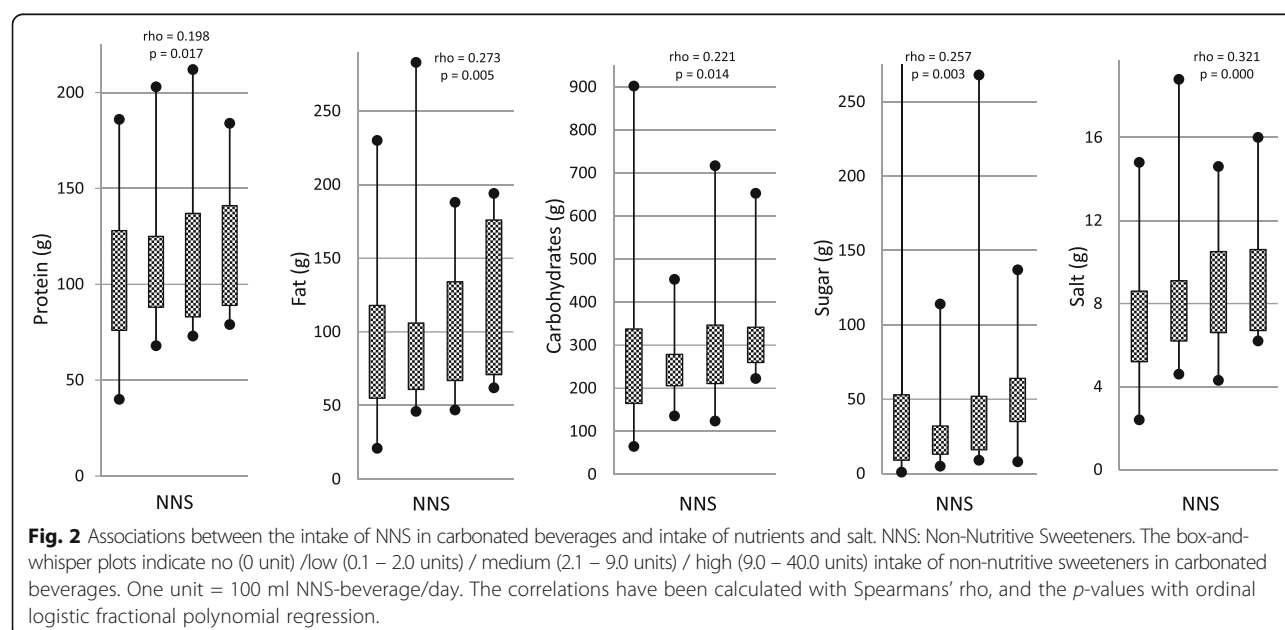 rho = 0.198
p = 0.017
Protein (g)
200
150
100
50
0
NNS
rho = 0.273
p = 0.005
Fat (g)
250
200
150
100
50
0
NNS
rho = 0.221
p = 0.014
Carbohydrates (g)
900
800
700
600
500
400
300
200
100
0
NNS
rho = 0.257
p = 0.003
Sugar (g)
250
200
150
100
50
0
NNS
rho = 0.321
p = 0.000
Salt (g)
16
12
8
4
0
NNS
Fig. 2 Associations between the intake of NNS in carbonated beverages and intake of nutrients and salt. NNS: Non-Nutritive Sweeteners. The box-and-
whisper plots indicate no (0 unit) /low (0.1 – 2.0 units) / medium (2.1 – 9.0 units) / high (9.0 – 40.0 units) intake of non-nutritive sweeteners in carbonated
beverages. One unit = 100 ml NNS-beverage/day. The correlations have been calculated with Spearmans’ rho, and the p-values with ordinal
logistic fractional polynomial regression.